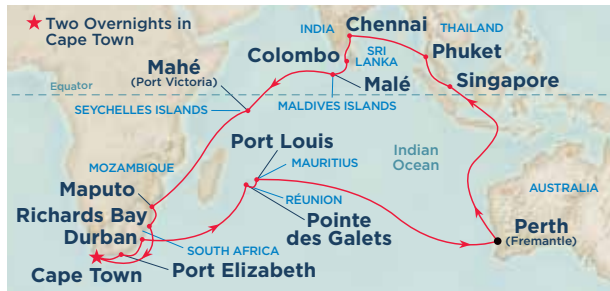 Two Overnights in
Cape Town
INDIA
Chennai
THAILAND
Colombo
SRI
LANKA
Phuket
Mahé
(Port Victoria)
Malé
Singapore
Equator
SEYCHELLES ISLANDS
MALDIVES ISLANDS
Port Louis
Indian
Ocean
MAURITIUS
MOZAMBIQUE
Maputo
RÉUNION
AUSTRALIA
Richards Bay
Pointe
des Galets
Perth
(Fremantle)
Durban
SOUTH AFRICA
Port Elizabeth
Cape Town